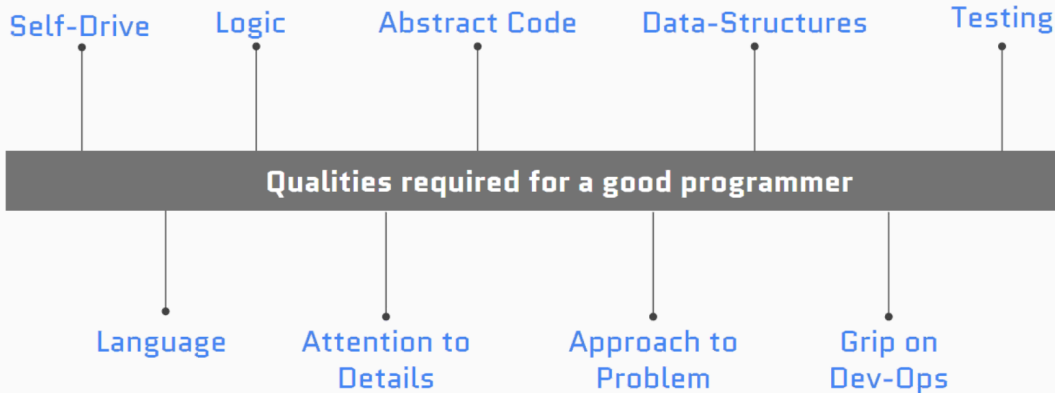 Self-Drive
Logic
Abstract Code
Data-Structures
Testing
Qualities required for a good programmer
Language
Attention to
Details
Approach to
Problem
Grip on
Dev-Ops